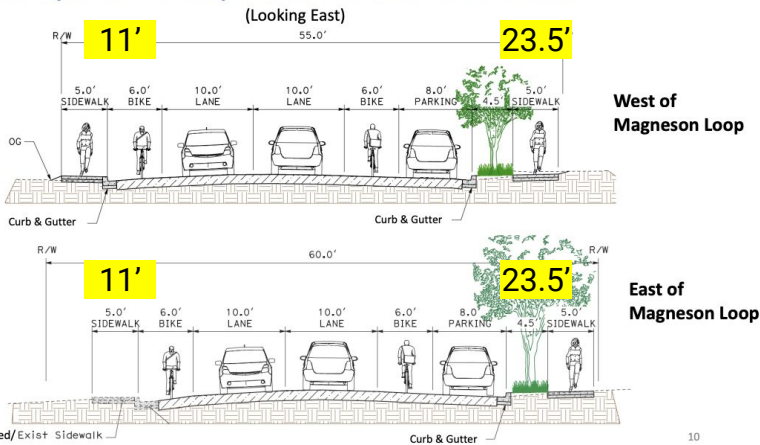 (Looking East)
R/W 11' 55.0' 23.5'
5.0' 6.0' 10.0' 10.0' 6.0' 8.0' 5.0'
SIDEWALK BIKE LANE LANE BIKE PARKING 4.5' SIDEWALK
West of
Magneson Loop
OG
Curb & Gutter
Curb & Gutter
R/W 60.0' R/W
11' 23.5'
5.0' 6.0' 10.0' 10.0' 6.0' 8.0' 5.0'
SIDEWALK BIKE LANE LANE BIKE PARKING 4.5' SIDEWALK
East of
Magneson Loop
ed/Exist Sidewalk
Curb & Gutter
10